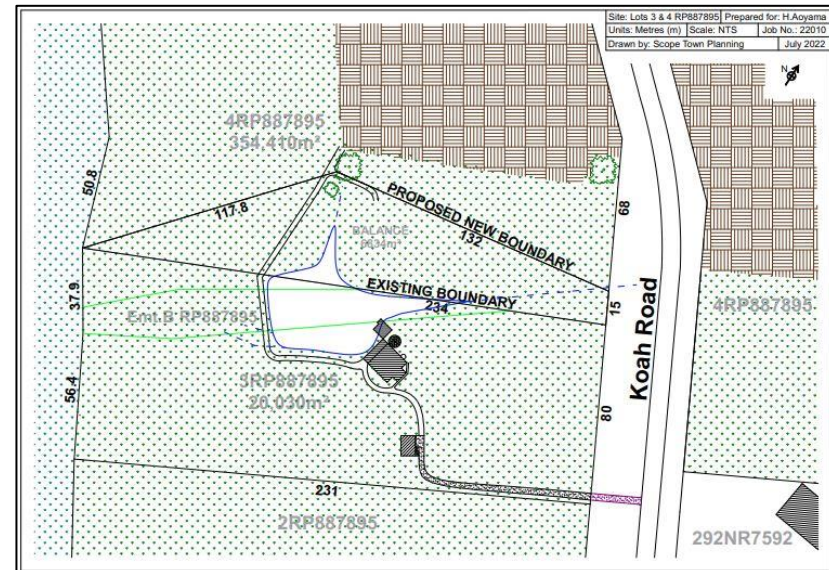 Site: Lots 3 & 4 RP887895 Prepared for: H.Aoyama
Units: Metres (m) Scale: NTS Job No.: 22010
Drawn by: Scope Town Planning July 2022
N
4RP887895
354,410m²
50.8
117.8
PROPOSED NEW BOUNDARY
132
68
BALANCE
EXISTING BOUNDARY
234
15
37.9
Emt.B RP887895
4RP887895
Koah Road
3RP887895
20,030m²
56.4
80
231
2RP887895
292NR7592